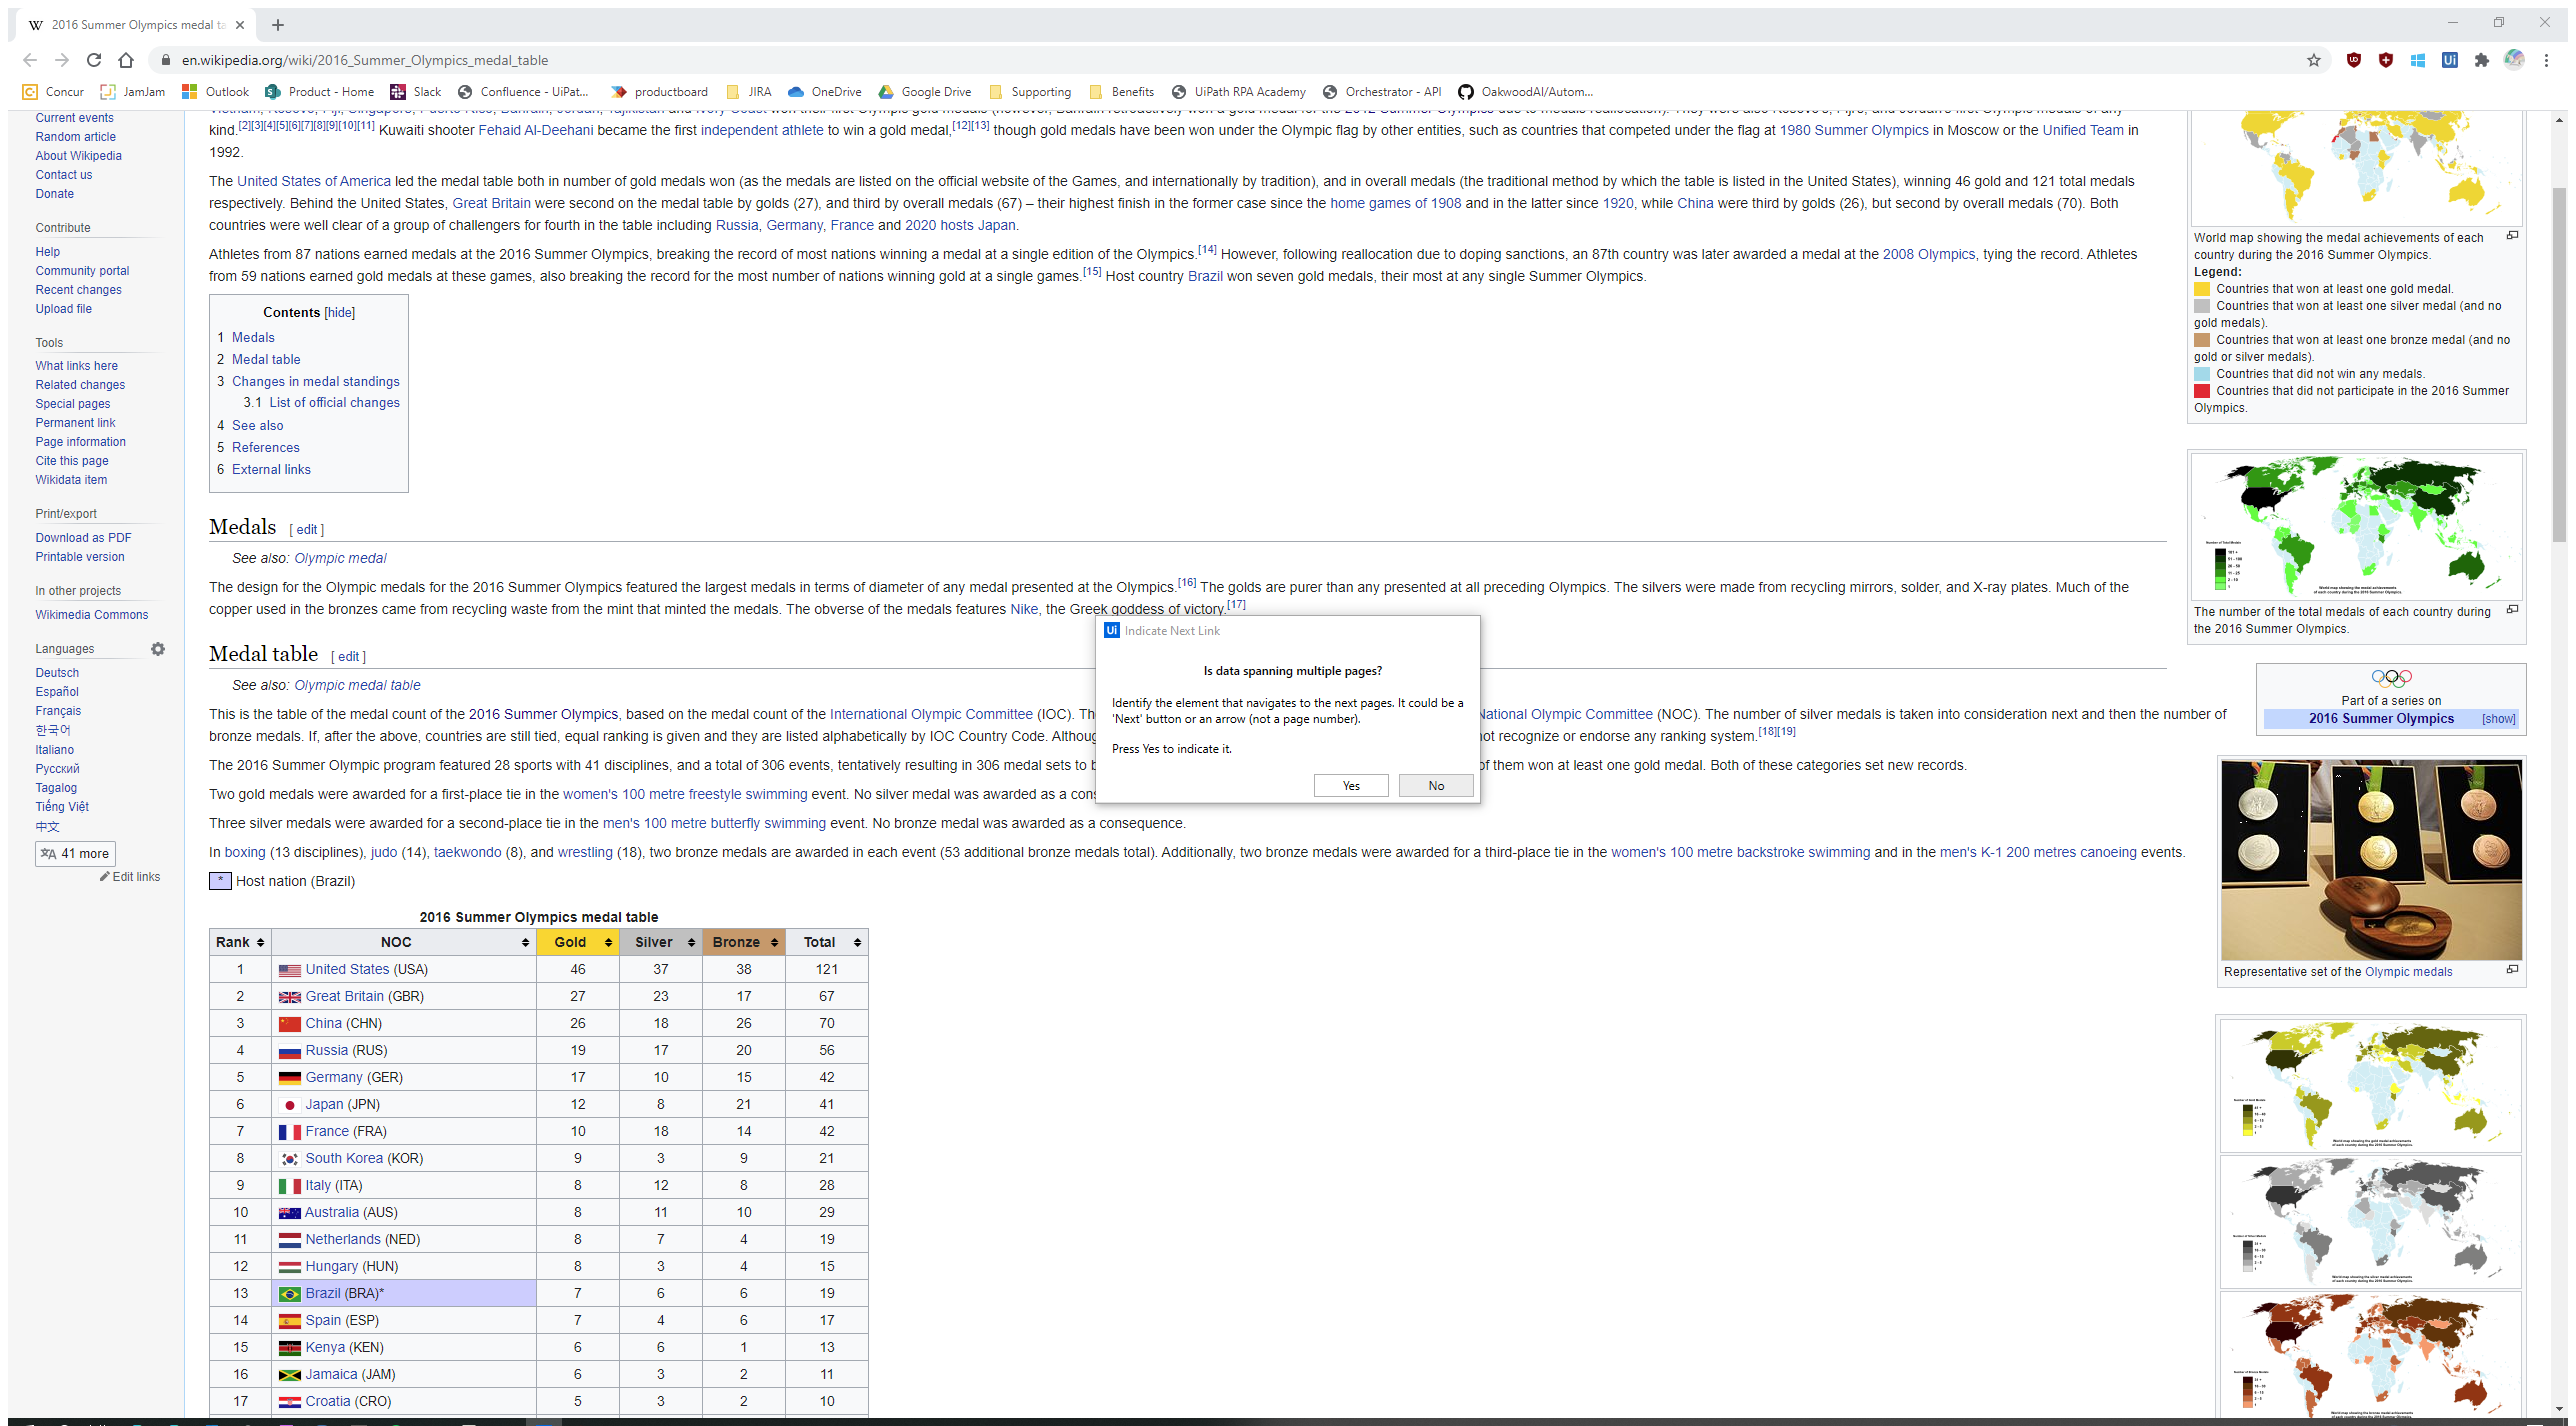 2016 Summer Olympics medal ta
en.wikipedia.org/wiki/2016_Summer_Olympics_medal_table
Concur JamJam Outlook Product - Home Slack Confluence - UiPat... productboard JIRA OneDrive Google Drive Supporting Benefits UiPath RPA Academy Orchestrator - API OakwoodAI/Autom...
Current events
Random article
About Wikipedia
Contact us
Donate
Contribute
Help
Community portal
Recent changes
Upload file
Tools
What links here
Related changes
Special pages
Permanent link
Page information
Cite this page
Wikidata item
Print/export
Download as PDF
Printable version
In other projects
Wikimedia Commons
Languages
Deutsch
Español
Français
한국어
Italiano
Русский
Tagalog
Tiếng Việt
中文
41 more
Edit links
kind.[2][3][4][5][6][7][8][9][10][11] Kuwaiti shooter Fehaid Al-Deehani became the first independent athlete to win a gold medal,[12][13] though gold medals have been won under the Olympic flag by other entities, such as countries that competed under the flag at 1980 Summer Olympics in Moscow or the Unified Team in
1992.
The United States of America led the medal table both in number of gold medals won (as the medals are listed on the official website of the Games, and internationally by tradition), and in overall medals (the traditional method by which the table is listed in the United States), winning 46 gold and 121 total medals
respectively. Behind the United States, Great Britain were second on the medal table by golds (27), and third by overall medals (67) – their highest finish in the former case since the home games of 1908 and in the latter since 1920, while China were third by golds (26), but second by overall medals (70). Both
countries were well clear of a group of challengers for fourth in the table including Russia, Germany, France and 2020 hosts Japan.
Athletes from 87 nations earned medals at the 2016 Summer Olympics, breaking the record of most nations winning a medal at a single edition of the Olympics.[14] However, following reallocation due to doping sanctions, an 87th country was later awarded a medal at the 2008 Olympics, tying the record. Athletes
from 59 nations earned gold medals at these games, also breaking the record for the most number of nations winning gold at a single games.[15] Host country Brazil won seven gold medals, their most at any single Summer Olympics.
Contents [hide]
1 Medals
2 Medal table
3 Changes in medal standings
3.1 List of official changes
4 See also
5 References
6 External links
Medals [ edit ]
See also: Olympic medal
The design for the Olympic medals for the 2016 Summer Olympics featured the largest medals in terms of diameter of any medal presented at the Olympics.[16] The golds are purer than any presented at all preceding Olympics. The silvers were made from recycling mirrors, solder, and X-ray plates. Much of the
copper used in the bronzes came from recycling waste from the mint that minted the medals. The obverse of the medals features Nike, the Greek goddess of victory.[17]
Medal table [ edit ]
See also: Olympic medal table
This is the table of the medal count of the 2016 Summer Olympics, based on the medal count of the International Olympic Committee (IOC). Th
National Olympic Committee (NOC). The number of silver medals is taken into consideration next and then the number of
bronze medals. If, after the above, countries are still tied, equal ranking is given and they are listed alphabetically by IOC Country Code. Althoug
ot recognize or endorse any ranking system.[18][19]
The 2016 Summer Olympic program featured 28 sports with 41 disciplines, and a total of 306 events, tentatively resulting in 306 medal sets to b
of them won at least one gold medal. Both of these categories set new records.
Two gold medals were awarded for a first-place tie in the women's 100 metre freestyle swimming event. No silver medal was awarded as a cons
Three silver medals were awarded for a second-place tie in the men's 100 metre butterfly swimming event. No bronze medal was awarded as a consequence.
In boxing (13 disciplines), judo (14), taekwondo (8), and wrestling (18), two bronze medals are awarded in each event (53 additional bronze medals total). Additionally, two bronze medals were awarded for a third-place tie in the women's 100 metre backstroke swimming and in the men's K-1 200 metres canoeing events.
* Host nation (Brazil)
Ui Indicate Next Link
Is data spanning multiple pages?
Identify the element that navigates to the next pages. It could be a
'Next' button or an arrow (not a page number).
Press Yes to indicate it.
Yes No
2016 Summer Olympics medal table
Rank NOC Gold Silver Bronze Total
1 United States (USA) 46 37 38 121
2 Great Britain (GBR) 27 23 17 67
3 China (CHN) 26 18 26 70
4 Russia (RUS) 19 17 20 56
5 Germany (GER) 17 10 15 42
6 Japan (JPN) 12 8 21 41
7 France (FRA) 10 18 14 42
8 South Korea (KOR) 9 3 9 21
9 Italy (ITA) 8 12 8 28
10 Australia (AUS) 8 11 10 29
11 Netherlands (NED) 8 7 4 19
12 Hungary (HUN) 8 3 4 15
13 Brazil (BRA)* 7 6 6 19
14 Spain (ESP) 7 4 6 17
15 Kenya (KEN) 6 6 1 13
16 Jamaica (JAM) 6 3 2 11
17 Croatia (CRO) 5 3 2 10
World map showing the medal achievements of each
country during the 2016 Summer Olympics.
Legend:
Countries that won at least one gold medal.
Countries that won at least one silver medal (and no
gold medals).
Countries that won at least one bronze medal (and no
gold or silver medals).
Countries that did not win any medals.
Countries that did not participate in the 2016 Summer
Olympics.
The number of the total medals of each country during
the 2016 Summer Olympics.
Part of a series on
2016 Summer Olympics [show]
Representative set of the Olympic medals